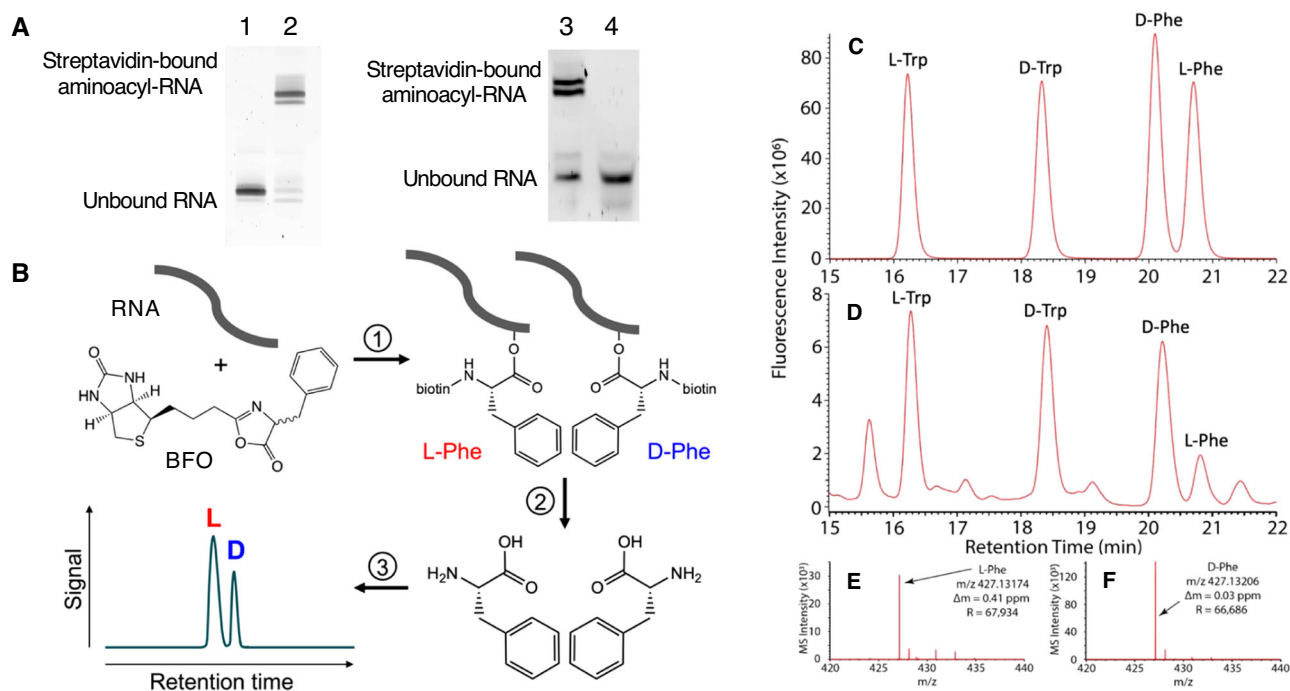 A
1 2
Streptavidin-bound
aminoacyl-RNA
Unbound RNA
3 4
Streptavidin-bound
aminoacyl-RNA
Unbound RNA
B
RNA
+
BFO
O
HN
NH
H
H
S
N
O
O
1
O
H
N
biotin
O
L-Phe
O
H
N
biotin
O
D-Phe
2
OH
H₂N
O
OH
NH₂
O
3
Signal
L
D
Retention time
C
Fluorescence Intensity (x10⁶)
80
60
40
20
0
L-Trp
D-Trp
D-Phe
L-Phe
15 16 17 18 19 20 21 22
D
8
6
4
2
0
L-Trp
D-Trp
D-Phe
L-Phe
15 16 17 18 19 20 21 22
Retention Time (min)
E
MS Intensity (x10³)
30
20
10
0
L-Phe
m/z 427.13174
Δm = 0.41 ppm
R = 67,934
420 425 430 435 440
m/z
F
MS Intensity (x10³)
120
80
40
0
D-Phe
m/z 427.13206
Δm = 0.03 ppm
R = 66,686
420 425 430 435 440
m/z